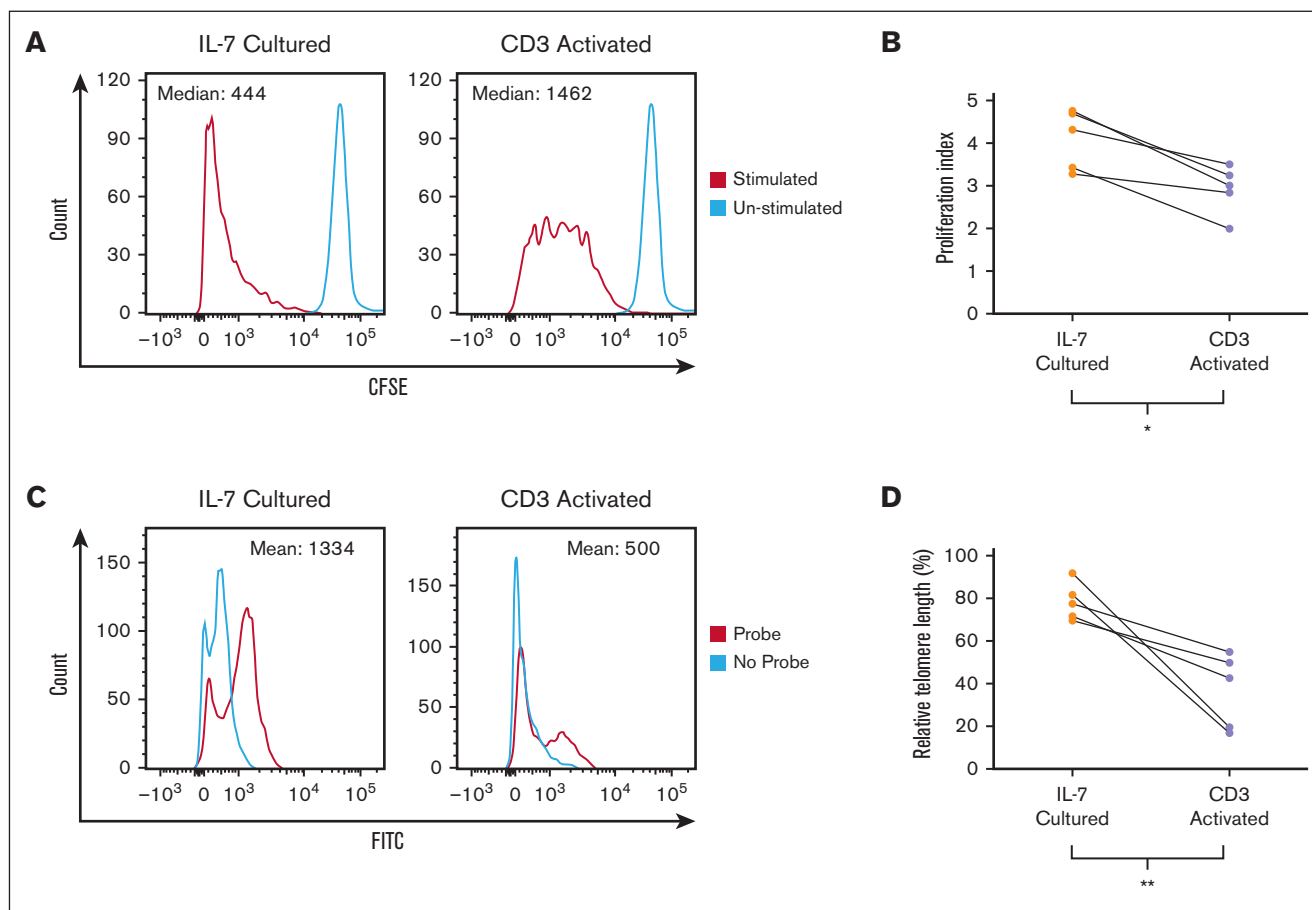 A
IL-7 Cultured
CD3 Activated
Median: 444
Median: 1462
120
90
60
30
0
120
90
60
30
0
Count
−10³ 0 10³ 10⁴ 10⁵
−10³ 0 10³ 10⁴ 10⁵
CFSE
Stimulated
Un-stimulated
B
Proliferation index
5
4
3
2
1
0
IL-7
Cultured
CD3
Activated
*
C
IL-7 Cultured
CD3 Activated
Mean: 1334
Mean: 500
150
100
50
0
150
100
50
0
Count
−10³ 0 10³ 10⁴ 10⁵
−10³ 0 10³ 10⁴ 10⁵
FITC
Probe
No Probe
D
Relative telomere length (%)
100
80
60
40
20
0
IL-7
Cultured
CD3
Activated
**